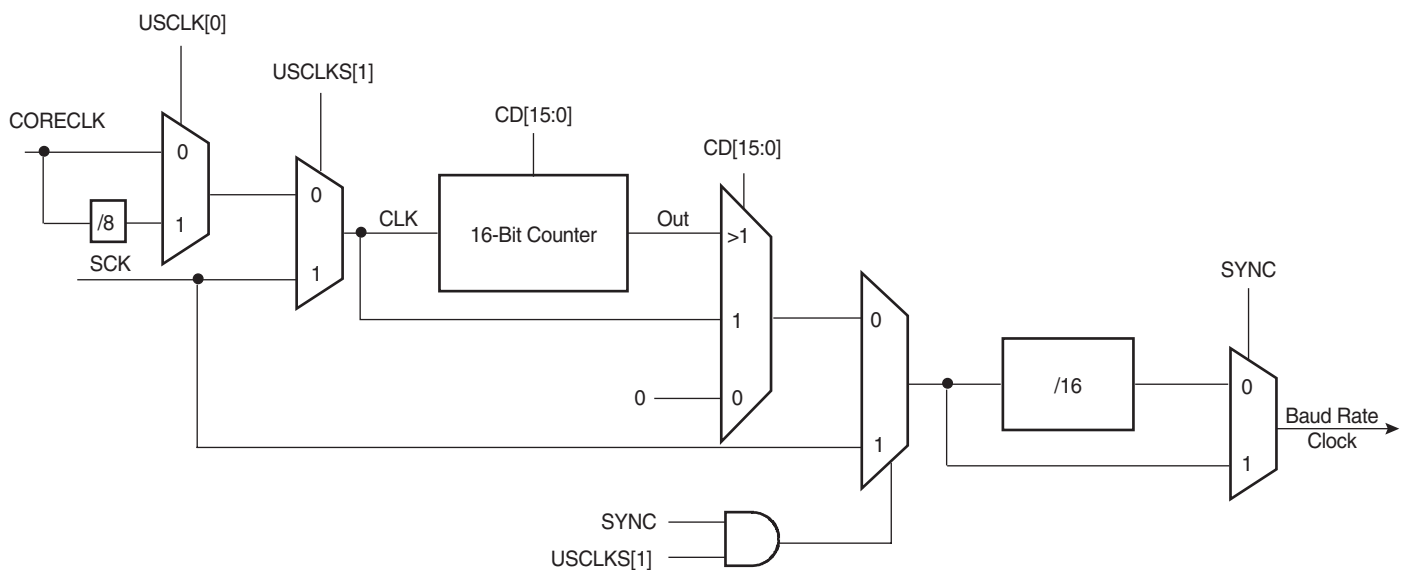 USCLK[0]
USCLKS[1]
CORECLK
CD[15:0]
CD[15:0]
0
0
/8
1
CLK
16-Bit Counter
Out
>1
SCK
1
SYNC
1
0
0
/16
0
0
Baud Rate
Clock
1
1
SYNC
USCLKS[1]